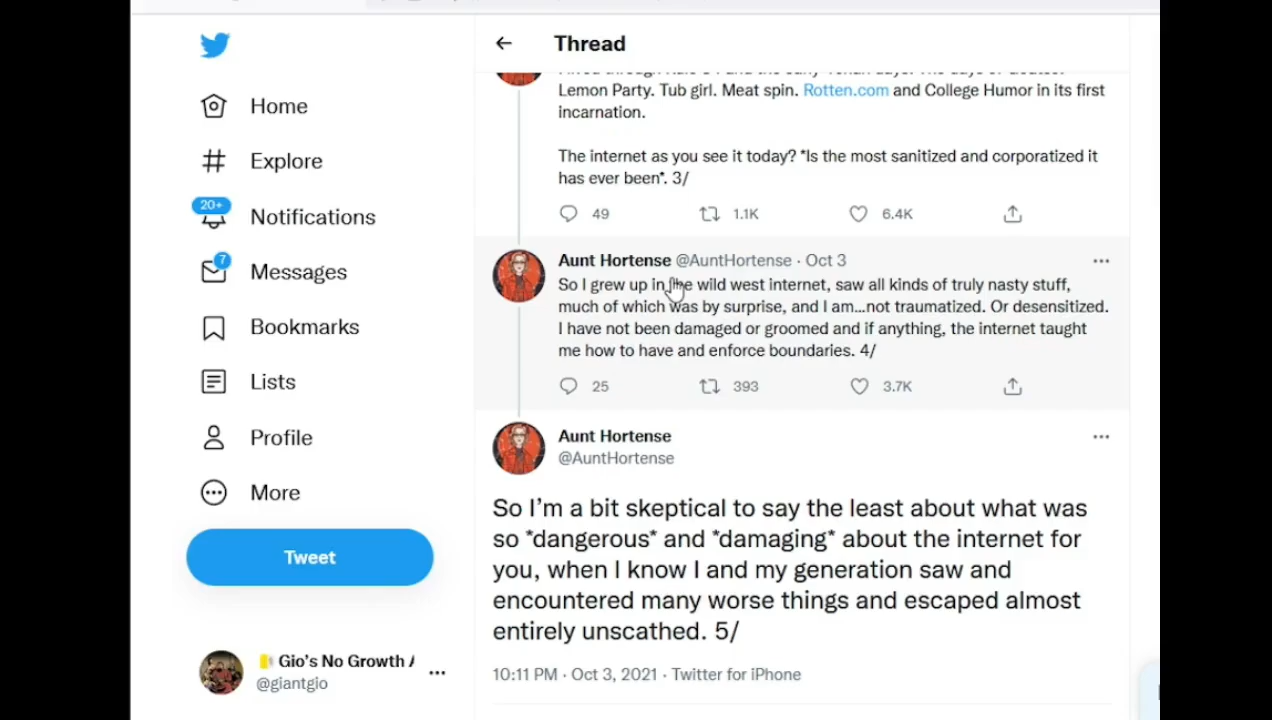 Home
Explore
20+
Notifications
7
Messages
Bookmarks
Lists
Profile
More
Tweet
Gio's No Growth
@giantgio
Thread
Lemon Party. Tub girl. Meat spin. Rotten.com and College Humor in its first
incarnation.
The internet as you see it today? *Is the most sanitized and corporatized it
has ever been*. 3/
49 1.1K 6.4K
Aunt Hortense @AuntHortense · Oct 3
So I grew up in the wild west internet, saw all kinds of truly nasty stuff,
much of which was by surprise, and I am...not traumatized. Or desensitized.
I have not been damaged or groomed and if anything, the internet taught
me how to have and enforce boundaries. 4/
25 393 3.7K
Aunt Hortense
@AuntHortense
So I'm a bit skeptical to say the least about what was
so *dangerous* and *damaging* about the internet for
you, when I know I and my generation saw and
encountered many worse things and escaped almost
entirely unscathed. 5/
10:11 PM · Oct 3, 2021 · Twitter for iPhone